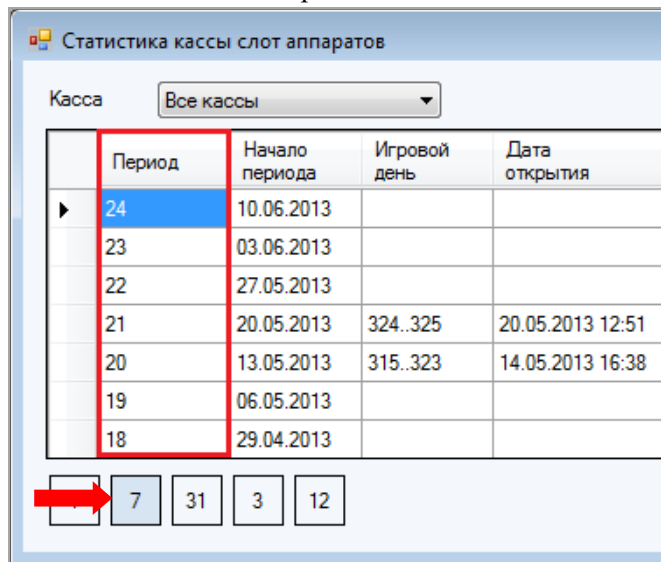 Статистика кассы слот аппаратов
Касса Все кассы
Период Начало периода Игровой день Дата открытия
24 10.06.2013
23 03.06.2013
22 27.05.2013
21 20.05.2013 324..325 20.05.2013 12:51
20 13.05.2013 315..323 14.05.2013 16:38
19 06.05.2013
18 29.04.2013
7 31 3 12